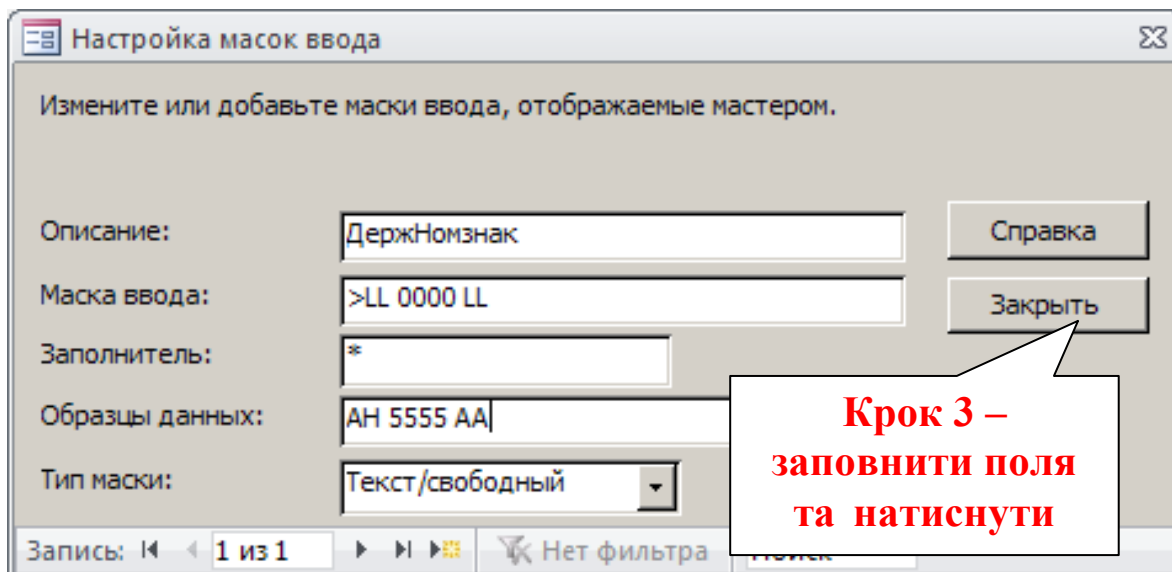 Настройка масок ввода
Измените или добавьте маски ввода, отображаемые мастером.
Описание: ДержНомзнак Справка
Маска ввода: >LL 0000 LL Закрыть
Заполнитель: *
Образцы данных: АН 5555 АА
Тип маски: Текст/свободный
Крок 3 –
заповнити поля
та натиснути
Запись: 1 из 1 Нет фильтра